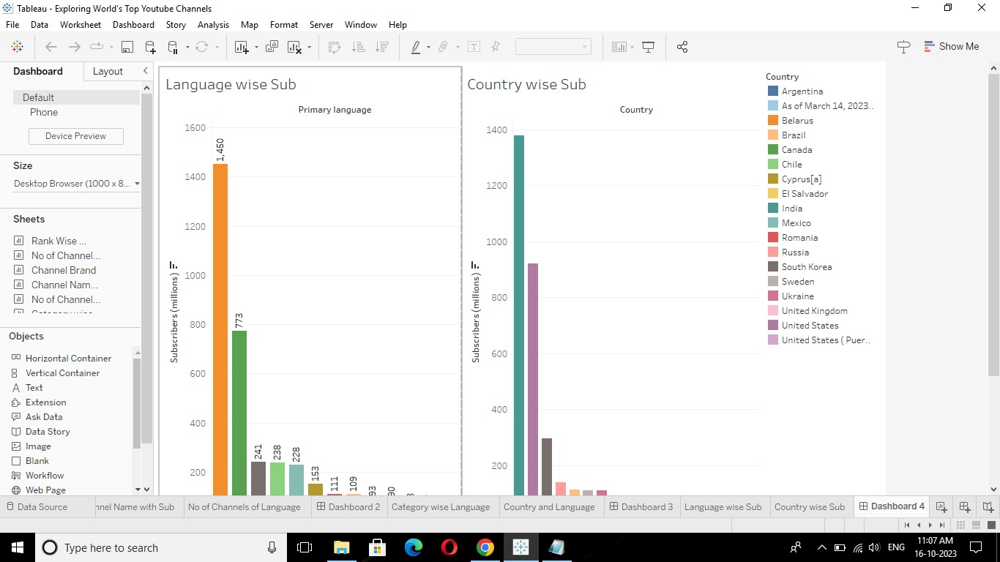 Tableau - Exploring World's Top Youtube Channels
File Data Worksheet Dashboard Story Analysis Map Format Server Window Help
Show Me
Dashboard Layout
Default
Phone
Device Preview
Size
Desktop Browser (1000 x 8...
Sheets
Rank Wise ...
No of Channel...
Channel Brand
Channel Nam...
No of Channel...
Objects
Horizontal Container
Vertical Container
Text
Extension
Ask Data
Data Story
Image
Blank
Workflow
Web Page
Language wise Sub
Primary language
Subscribers (millions)
1600
1400
1200
1000
800
600
400
200
1,450
773
241
238
228
153
111
109
93
90
Country wise Sub
Country
Subscribers (millions)
1400
1200
1000
800
600
400
200
Country
Argentina
As of March 14, 2023..
Belarus
Brazil
Canada
Chile
Cyprus[a]
El Salvador
India
Mexico
Romania
Russia
South Korea
Sweden
Ukraine
United Kingdom
United States
United States ( Puer..
Data Source nnel Name with Sub No of Channels of Language Dashboard 2 Category wise Language Country and Language Dashboard 3 Language wise Sub Country wise Sub Dashboard 4
Type here to search
ENG
11:07 AM
16-10-2023